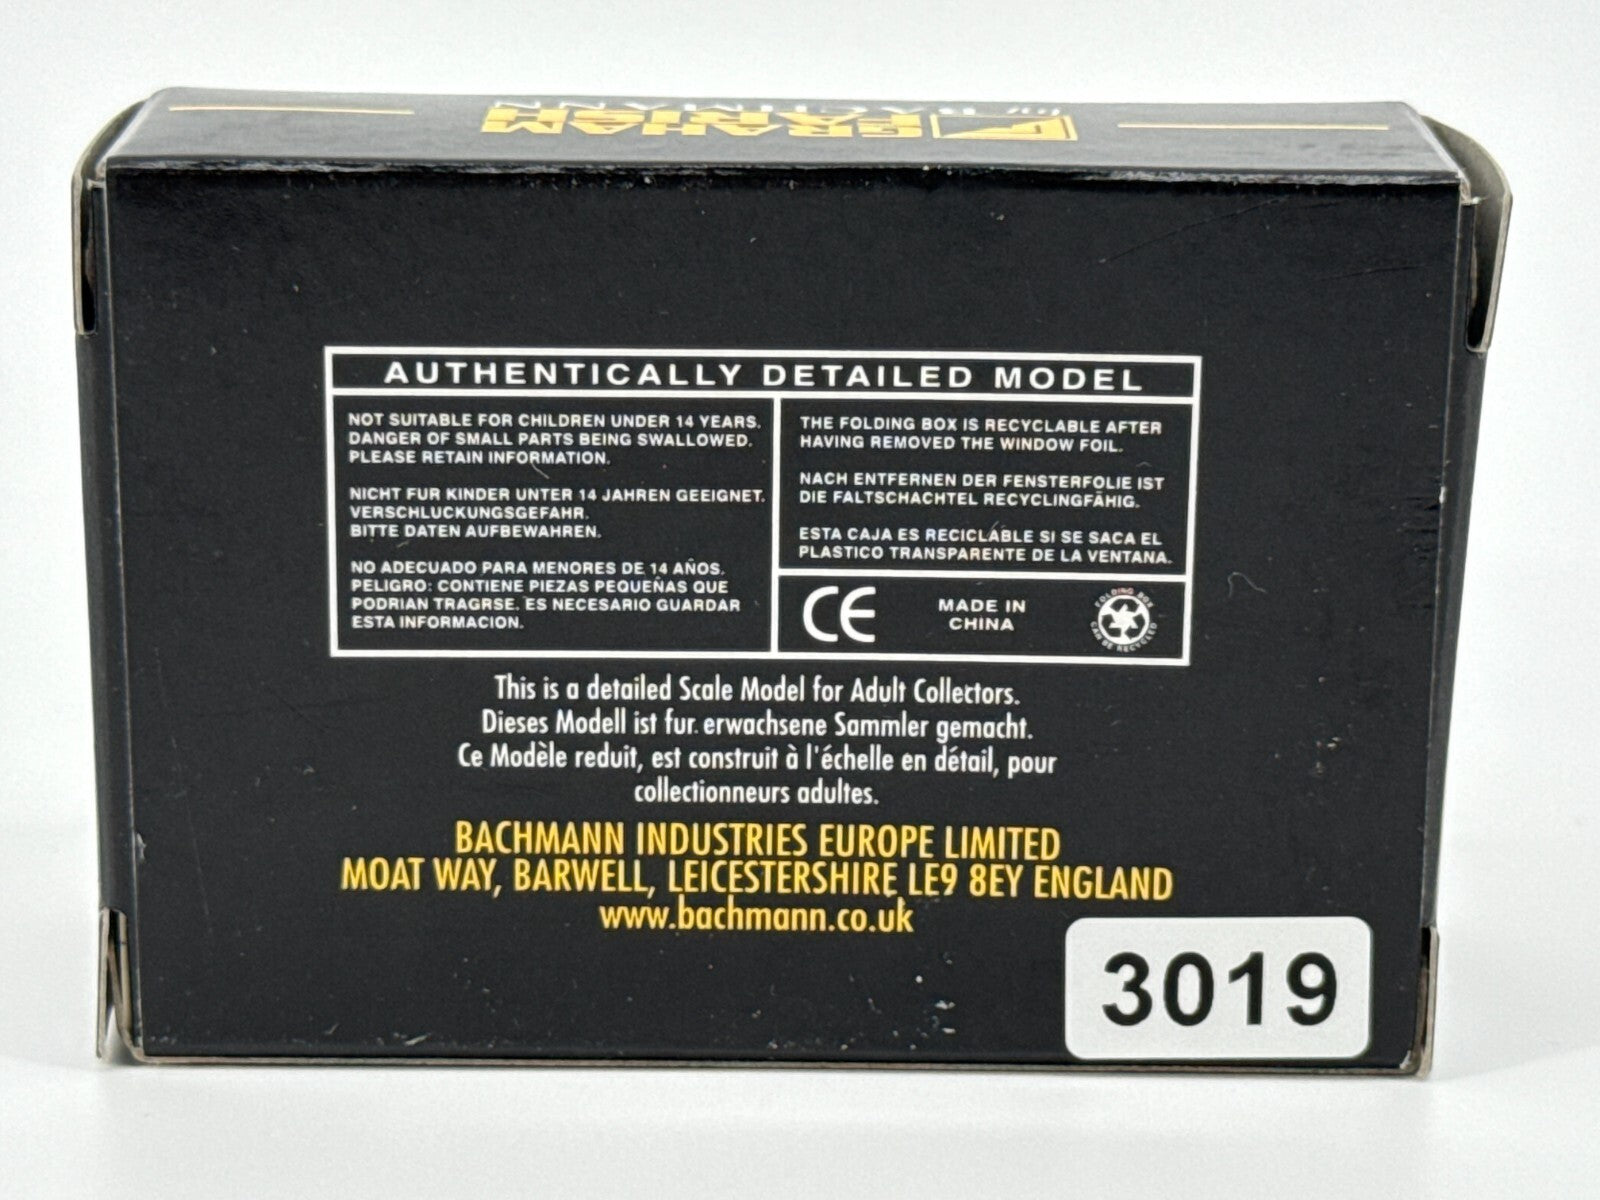 by BACHMANN
GRAHAM
FARISH
AUTHENTICALLY DETAILED MODEL
NOT SUITABLE FOR CHILDREN UNDER 14 YEARS.
DANGER OF SMALL PARTS BEING SWALLOWED.
PLEASE RETAIN INFORMATION.
NICHT FUR KINDER UNTER 14 JAHREN GEEIGNET.
VERSCHLUCKUNGSGEFAHR.
BITTE DATEN AUFBEWAHREN.
NO ADECUADO PARA MENORES DE 14 AÑOS.
PELIGRO: CONTIENE PIEZAS PEQUEÑAS QUE
PODRIAN TRAGRSE. ES NECESARIO GUARDAR
ESTA INFORMACION.
THE FOLDING BOX IS RECYCLABLE AFTER
HAVING REMOVED THE WINDOW FOIL.
NACH ENTFERNEN DER FENSTERFOLIE IST
DIE FALTSCHACHTEL RECYCLINGFÄHIG.
ESTA CAJA ES RECICLABLE SI SE SACA EL
PLASTICO TRANSPARENTE DE LA VENTANA.
CE
MADE IN
CHINA
FOLDING BOX
CAN BE RECYCLED
This is a detailed Scale Model for Adult Collectors.
Dieses Modell ist fur erwachsene Sammler gemacht.
Ce Modèle reduit, est construit à l'échelle en détail, pour
collectionneurs adultes.
BACHMANN INDUSTRIES EUROPE LIMITED
MOAT WAY, BARWELL, LEICESTERSHIRE LE9 8EY ENGLAND
www.bachmann.co.uk
3019